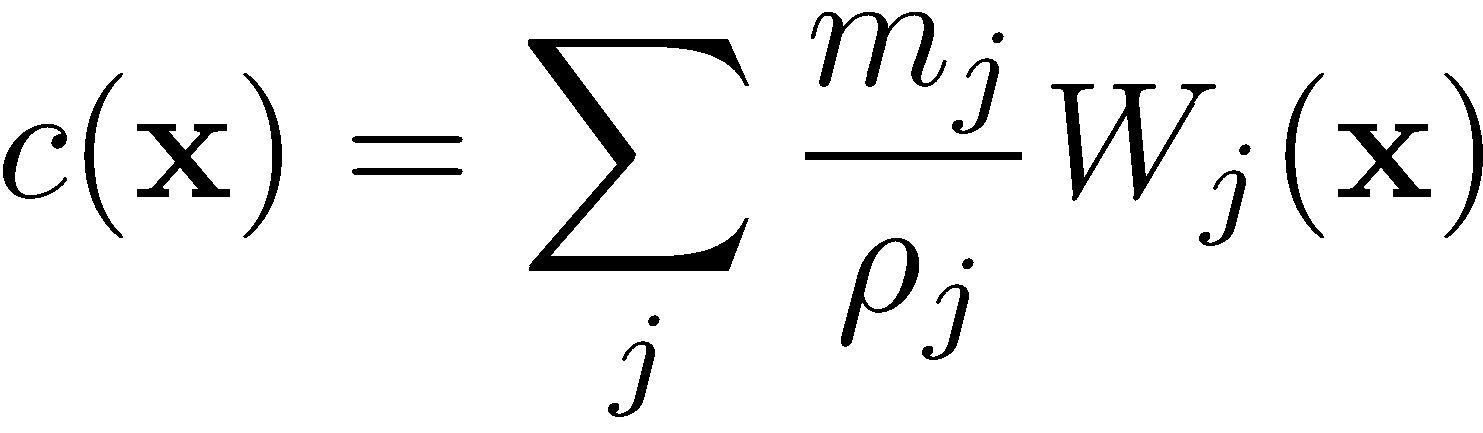 c(𝐱) = ∑_j m_j/ρ_j W_j(𝐱)